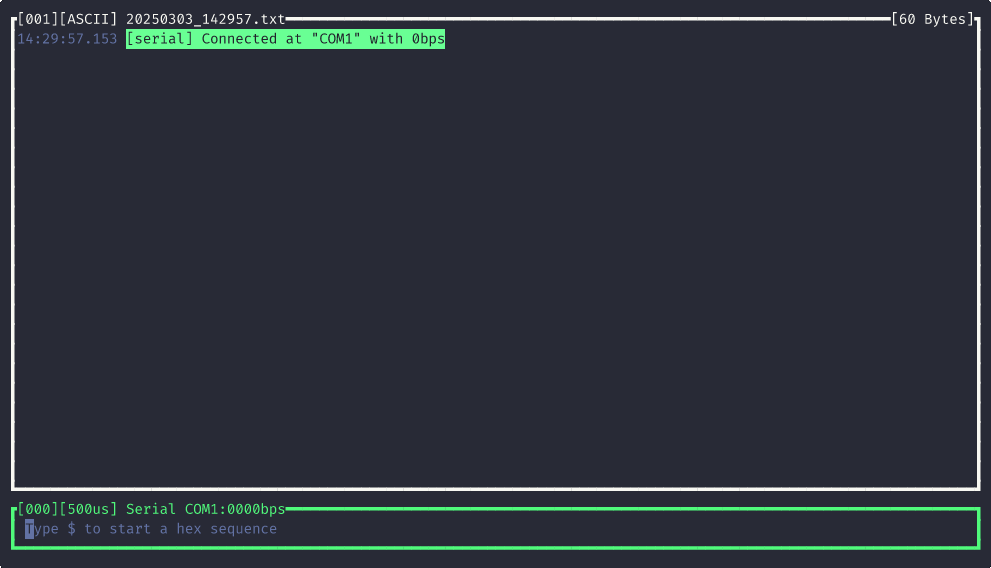 [001][ASCII] 20250303_142957.txt [60 Bytes]
14:29:57.153 [serial] Connected at "COM1" with 0bps
[000][500us] Serial COM1:0000bps
Type $ to start a hex sequence